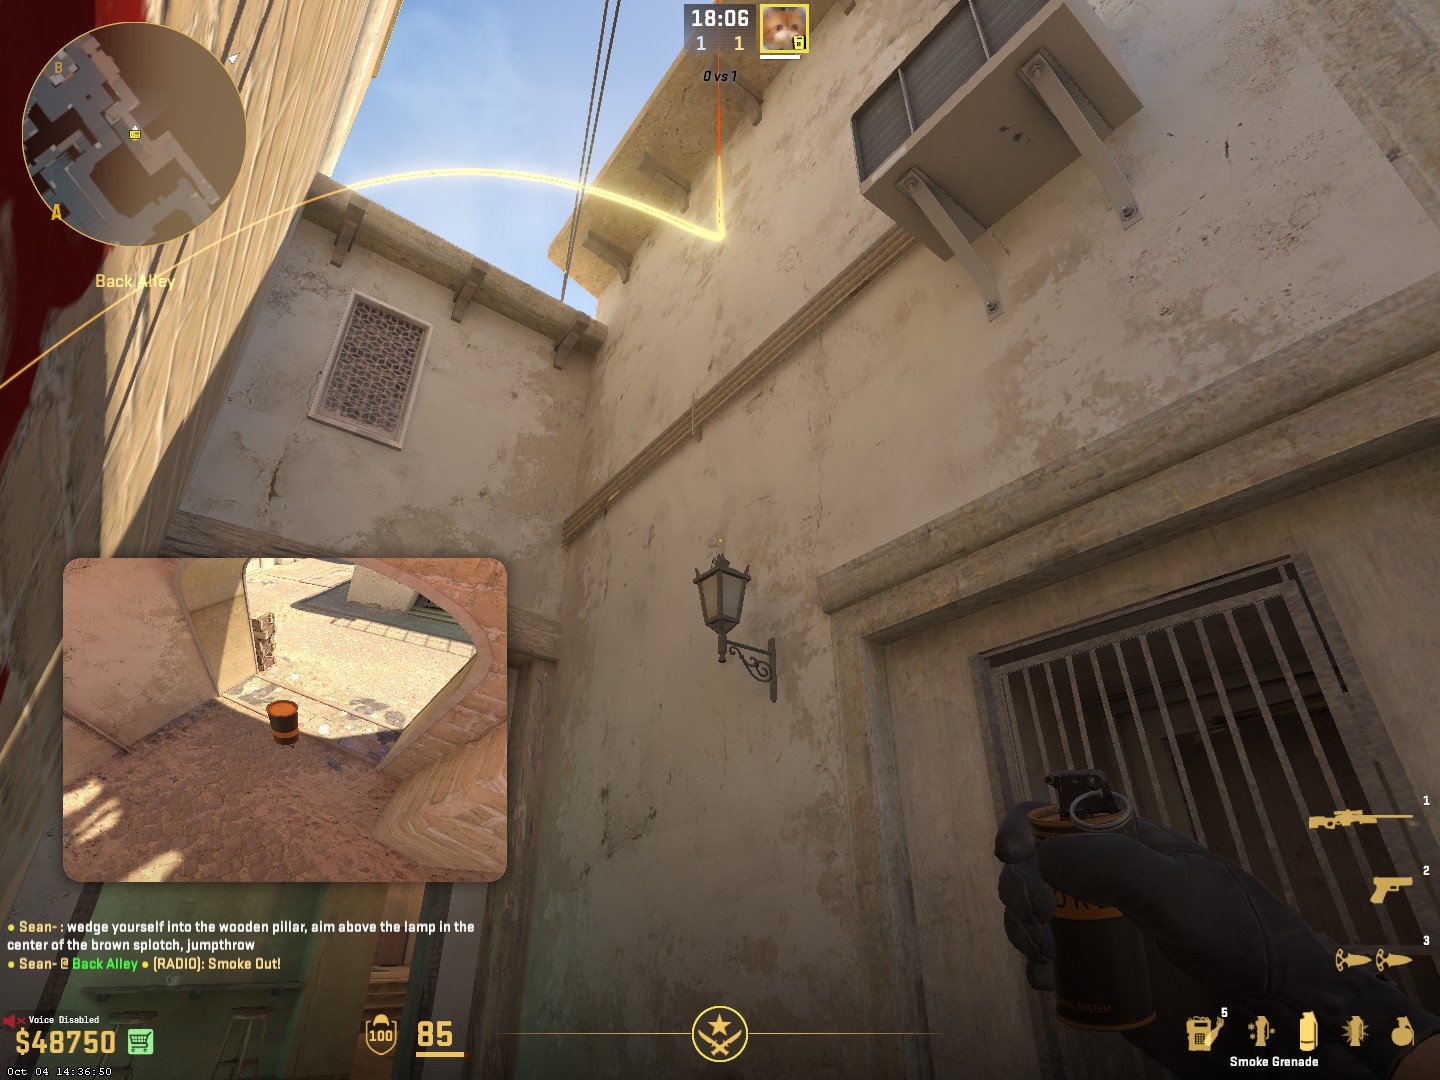 18:06
1 1
0 vs 1
B
A
Back Alley
1
2
3
● Sean- : wedge yourself into the wooden pillar, aim above the lamp in the
center of the brown splotch, jumpthrow
● Sean- @ Back Alley ● (RADIO): Smoke Out!
Voice Disabled
$48750
100
85
5
Smoke Grenade
Oct 04 14:36:50